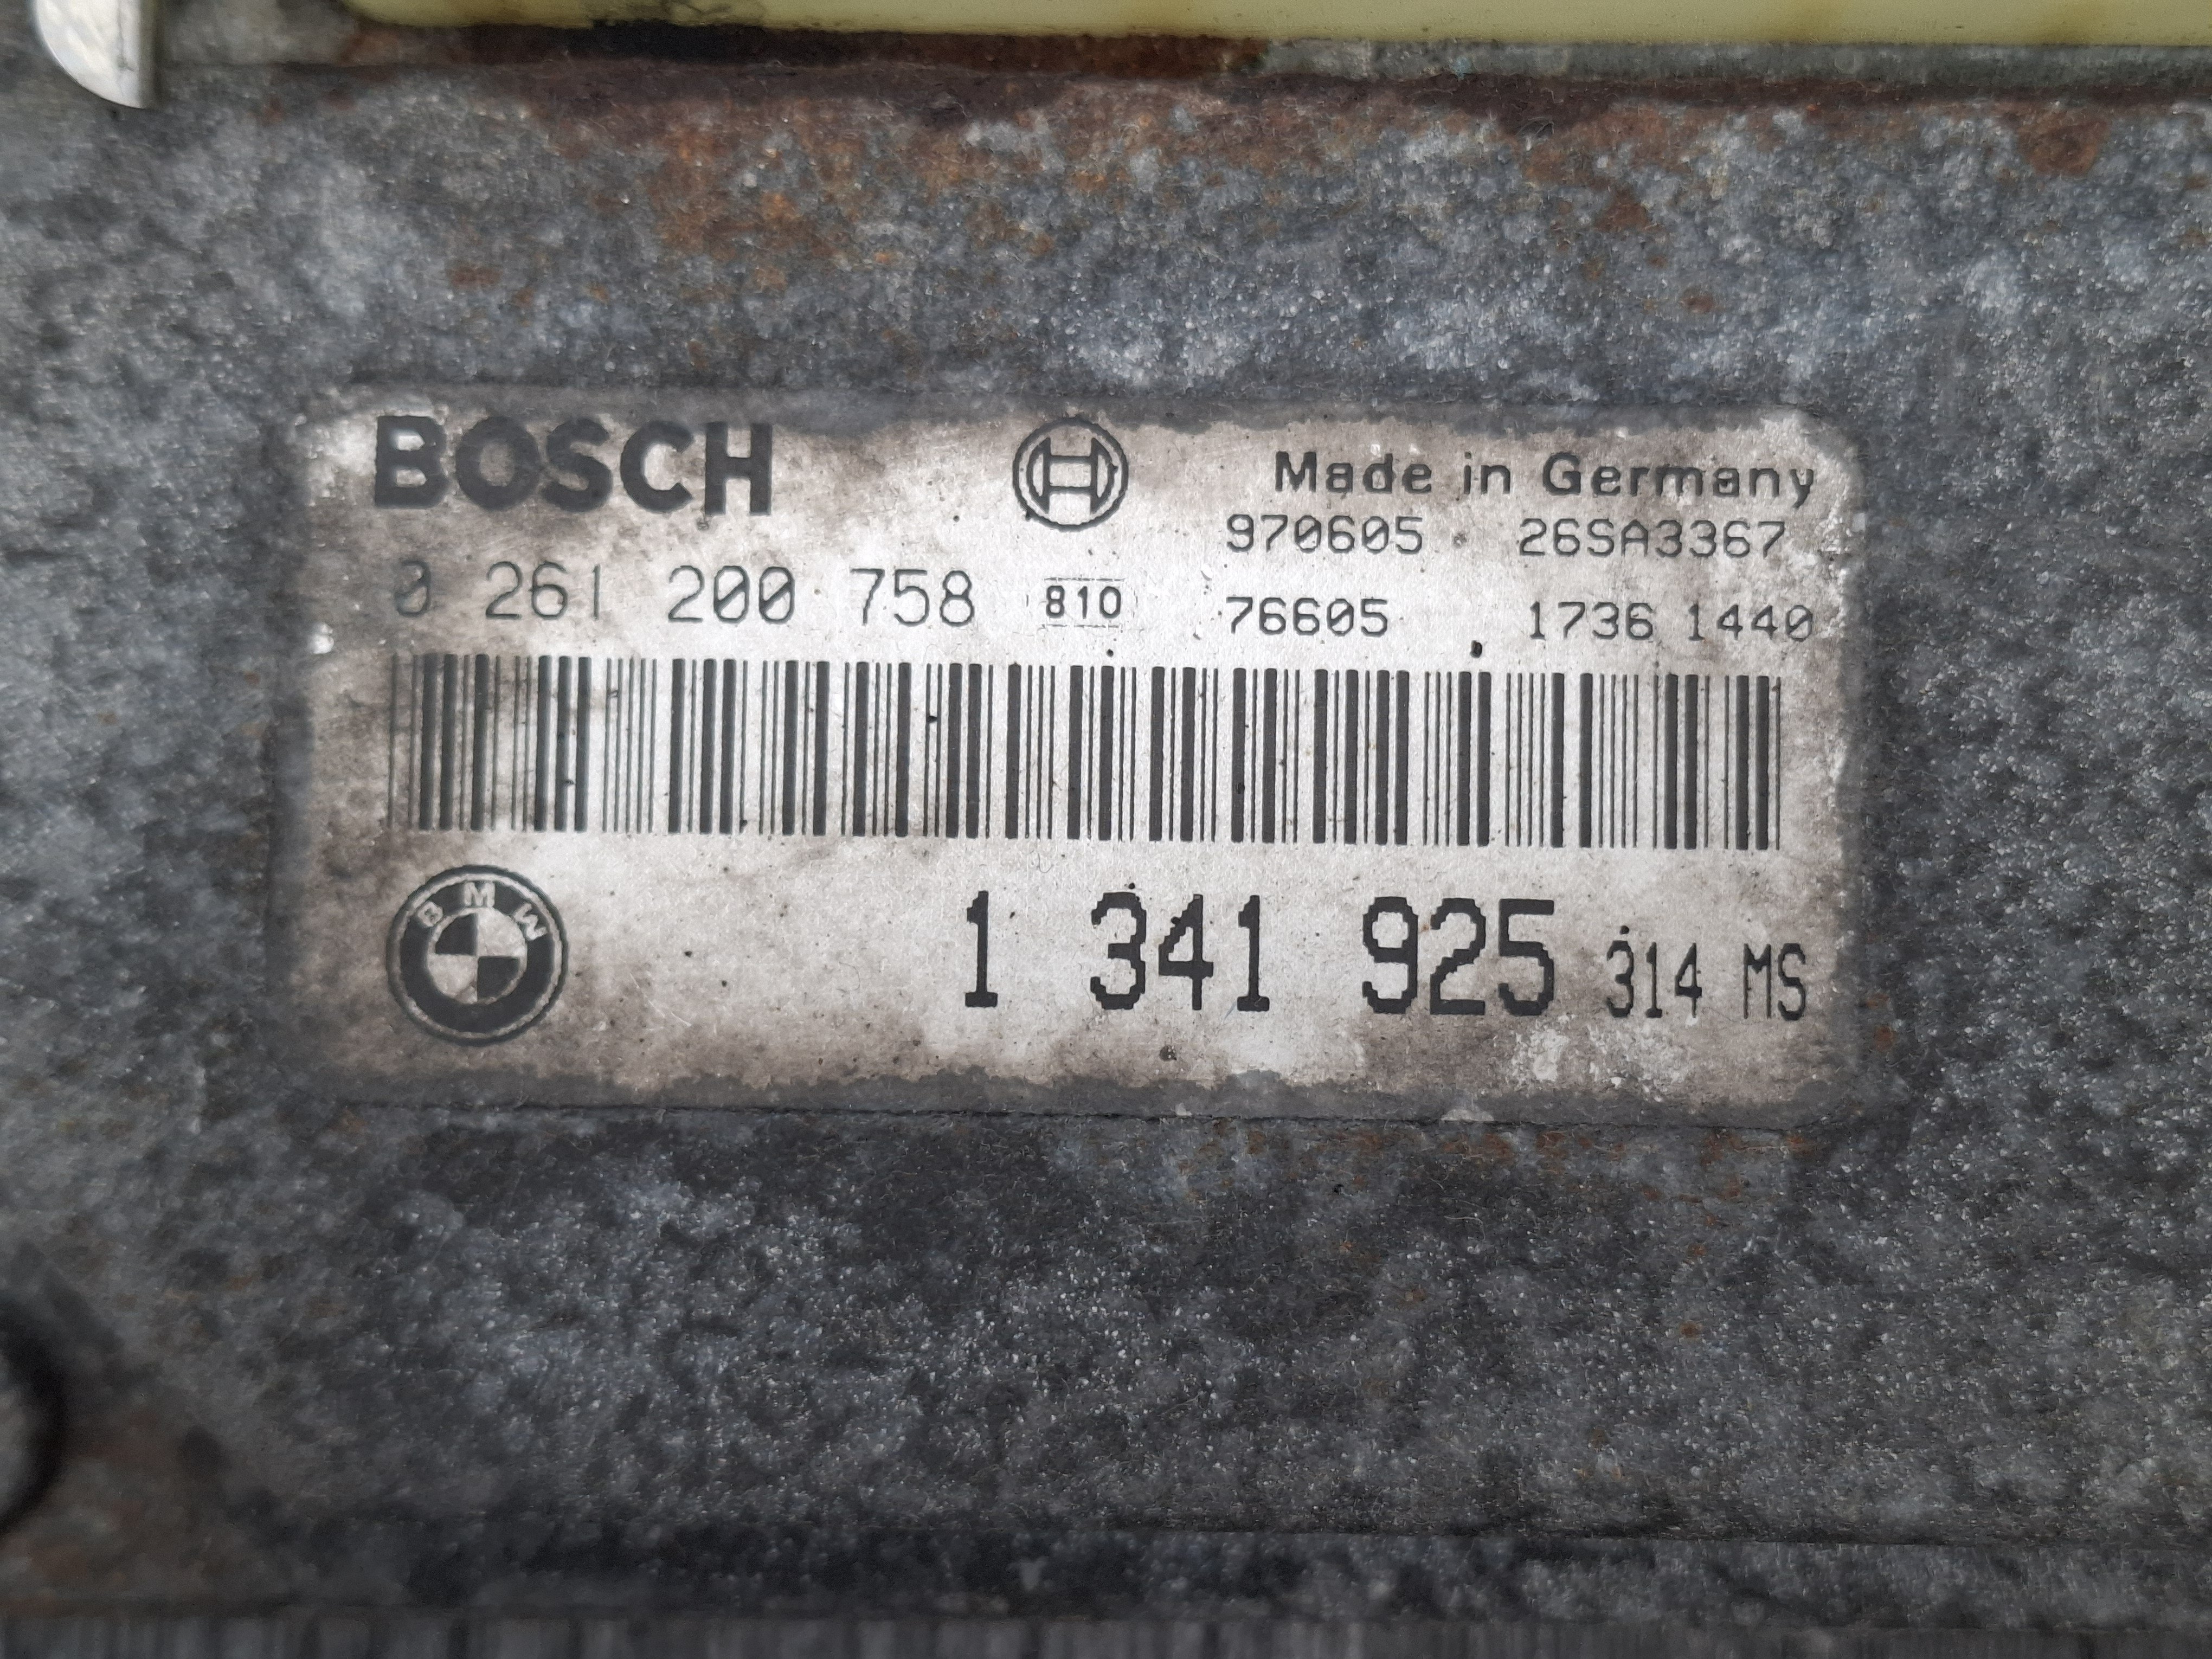 BOSCH Made in Germany
970605 26SA3367
0 261 200 758 810 76605 1736 1440
BMW 1 341 925 314 MS